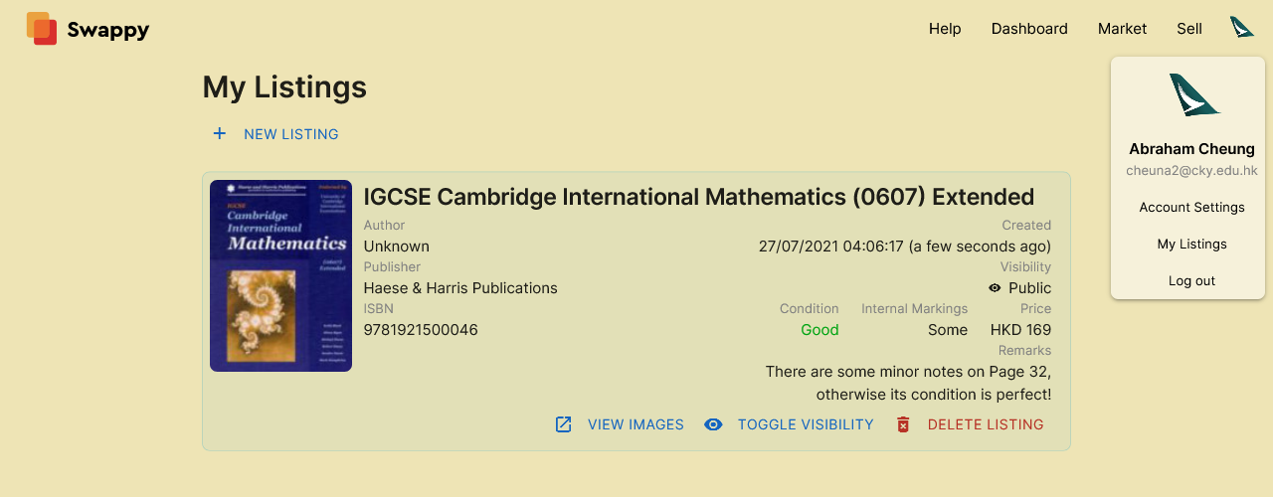 Swappy
Help
Dashboard
Market
Sell
My Listings
NEW LISTING
Abraham Cheung
cheuna2@cky.edu.hk
Account Settings
My Listings
Log out
Haese and Harris Publications
Endorsed by
University of
Cambridge
International
Examinations
IGCSE
Cambridge
International
Mathematics
Extended
IGCSE Cambridge International Mathematics (0607) Extended
Author
Unknown
Publisher
Haese & Harris Publications
ISBN
9781921500046
Created
27/07/2021 04:06:17 (a few seconds ago)
Visibility
Public
Condition
Internal Markings
Price
Good
Some
HKD 169
Remarks
There are some minor notes on Page 32,
otherwise its condition is perfect!
VIEW IMAGES
TOGGLE VISIBILITY
DELETE LISTING